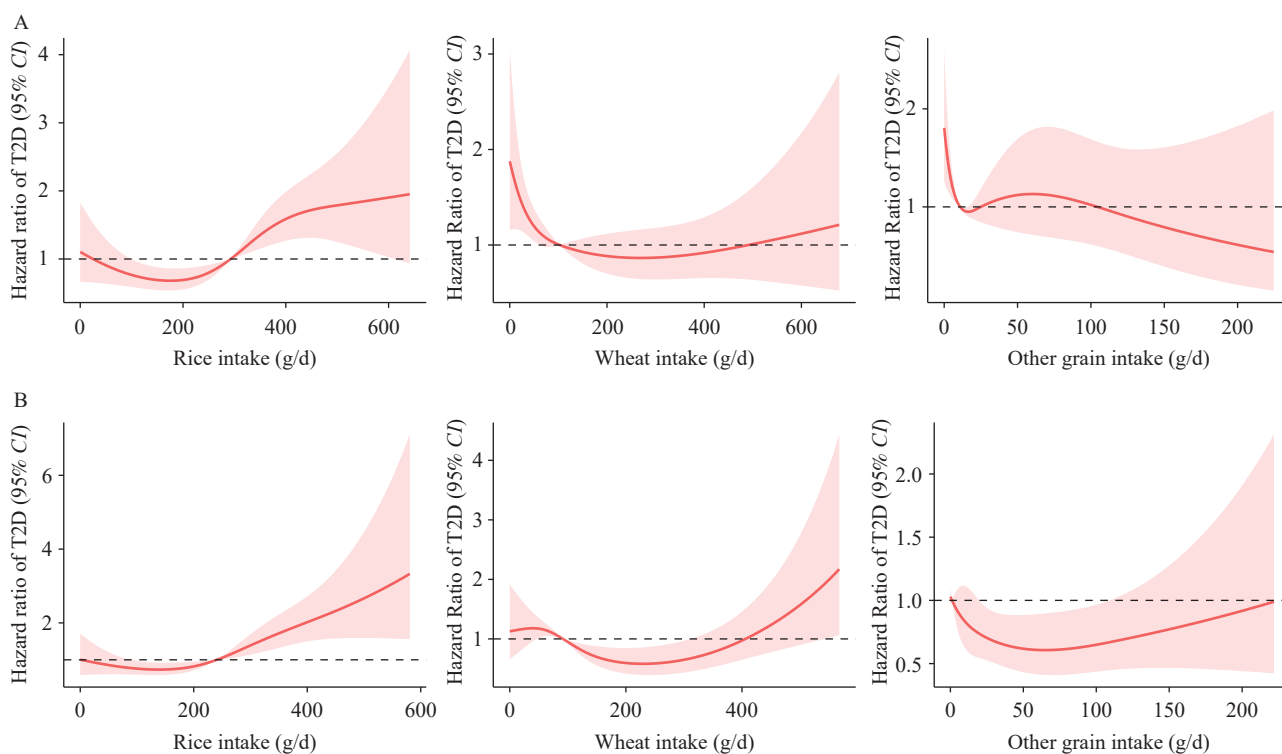 A
Hazard Ratio of T2D (95% CI)
4
3
2
1
0 200 400 600
Rice intake (g/d)
Hazard Ratio of T2D (95% CI)
3
2
1
0 200 400 600
Wheat intake (g/d)
Hazard Ratio of T2D (95% CI)
2
1
0 50 100 150 200
Other grain intake (g/d)
B
Hazard ratio of T2D (95% CI)
6
4
2
0 200 400 600
Rice intake (g/d)
Hazard Ratio of T2D (95% CI)
4
3
2
1
0 200 400
Wheat intake (g/d)
Hazard Ratio of T2D (95% CI)
2.0
1.5
1.0
0.5
0 50 100 150 200
Other grain intake (g/d)